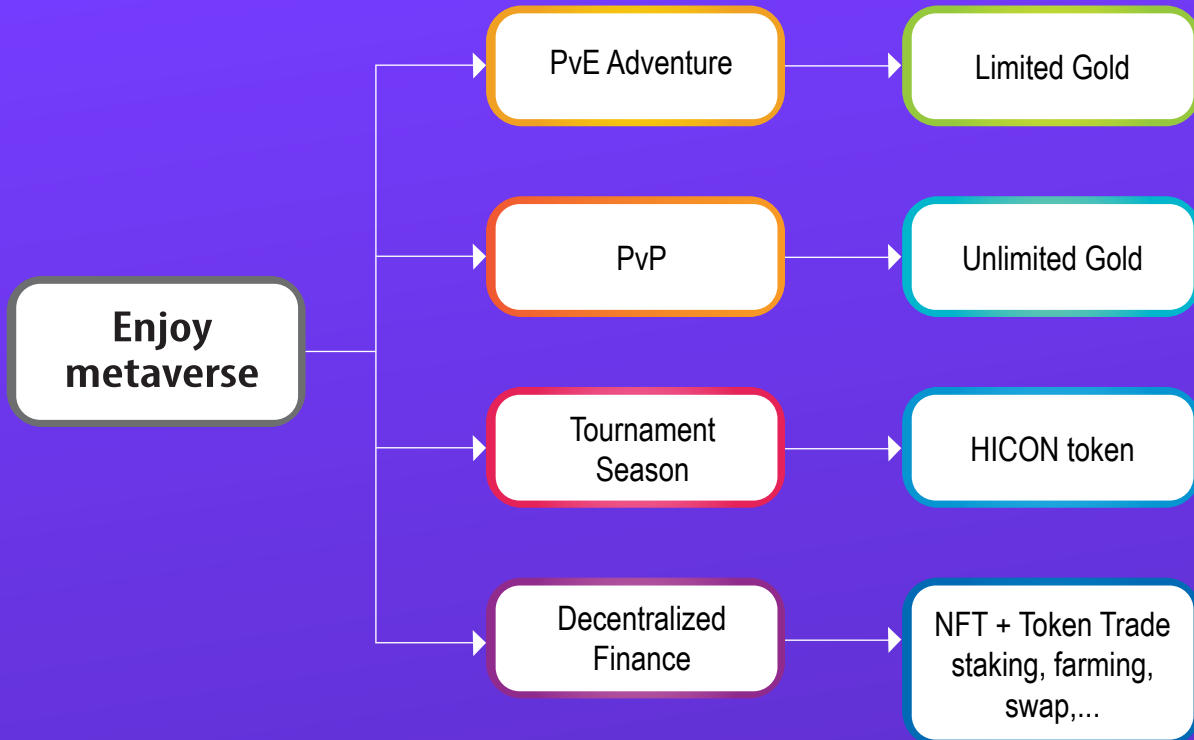 PvE Adventure
Limited Gold
PvP
Unlimited Gold
Enjoy
metaverse
Tournament
Season
HICON token
Decentralized
Finance
NFT + Token Trade
staking, farming,
swap,...